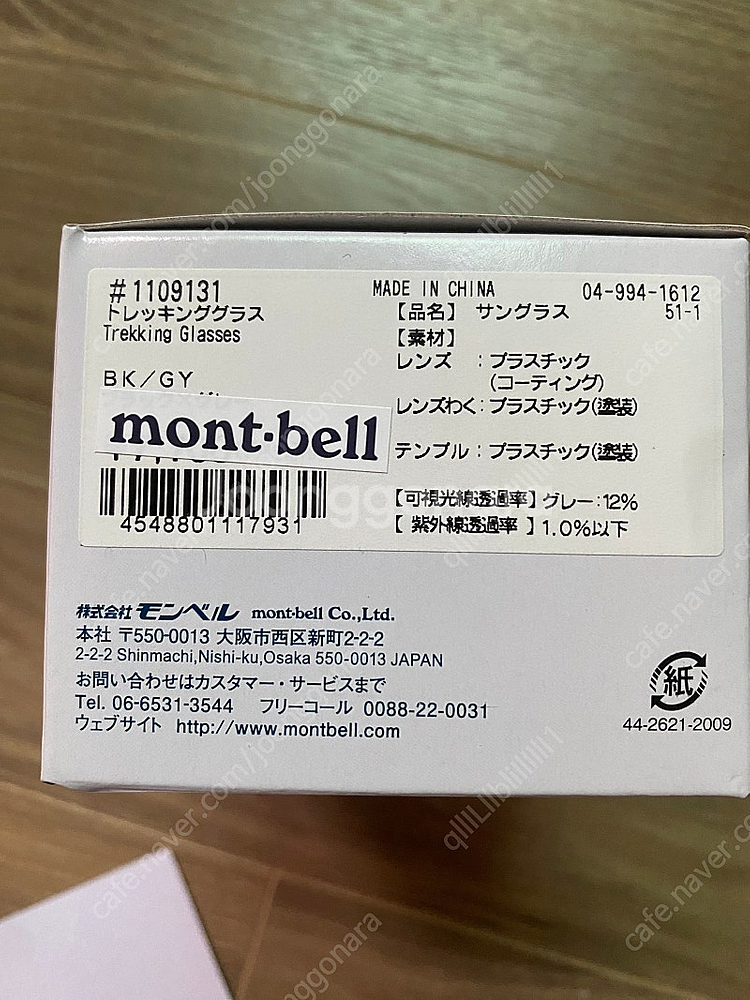 #1109131
トレッキンググラス
Trekking Glasses
BK/GY
mont-bell
4548801117931
MADE IN CHINA
04-994-1612
51-1
【品名】 サングラス
【素材】
レンズ :プラスチック
(コーティング)
レンズわく:プラスチック(塗装)
テンプル:プラスチック(塗装)
【可視光線透過率】グレー:12%
【紫外線透過率】1.0%以下
株式会社モンベル mont-bell Co.,Ltd.
本社 〒550-0013 大阪市西区新町2-2-2
2-2-2 Shinmachi,Nishi-ku,Osaka 550-0013 JAPAN
お問い合わせはカスタマー・サービスまで
Tel. 06-6531-3544 フリーコール 0088-22-0031
ウェブサイト http://www.montbell.com
紙
44-2621-2009
cafe.naver.com/joonggonara